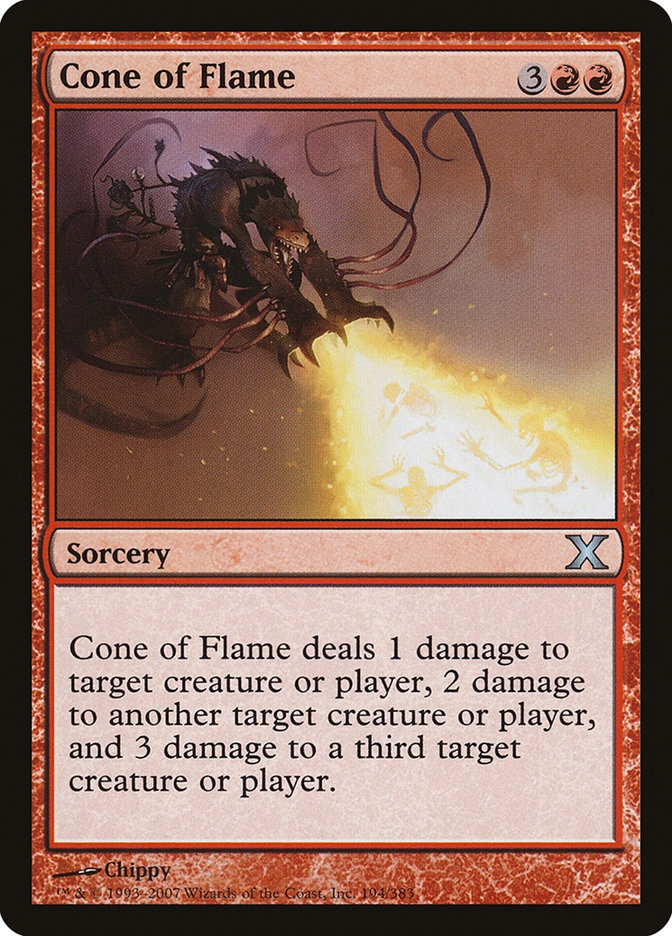 Cone of Flame 3
Sorcery X
Cone of Flame deals 1 damage to
target creature or player, 2 damage
to another target creature or player,
and 3 damage to a third target
creature or player.
Chippy
™ & © 1993–2007 Wizards of the Coast, Inc. 194/383